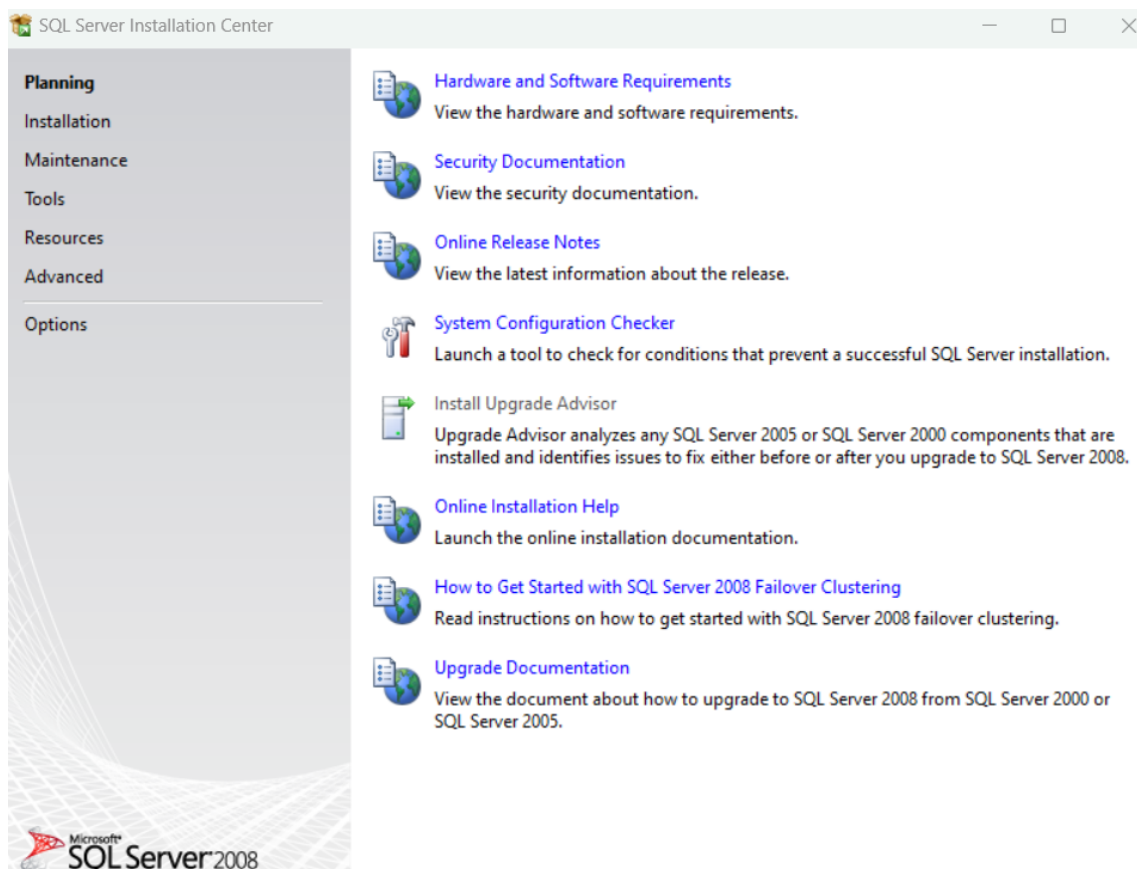 SQL Server Installation Center
Planning
Installation
Maintenance
Tools
Resources
Advanced
Options
Hardware and Software Requirements
View the hardware and software requirements.
Security Documentation
View the security documentation.
Online Release Notes
View the latest information about the release.
System Configuration Checker
Launch a tool to check for conditions that prevent a successful SQL Server installation.
Install Upgrade Advisor
Upgrade Advisor analyzes any SQL Server 2005 or SQL Server 2000 components that are
installed and identifies issues to fix either before or after you upgrade to SQL Server 2008.
Online Installation Help
Launch the online installation documentation.
How to Get Started with SQL Server 2008 Failover Clustering
Read instructions on how to get started with SQL Server 2008 failover clustering.
Upgrade Documentation
View the document about how to upgrade to SQL Server 2008 from SQL Server 2000 or
SQL Server 2005.
Microsoft®
SQL Server® 2008